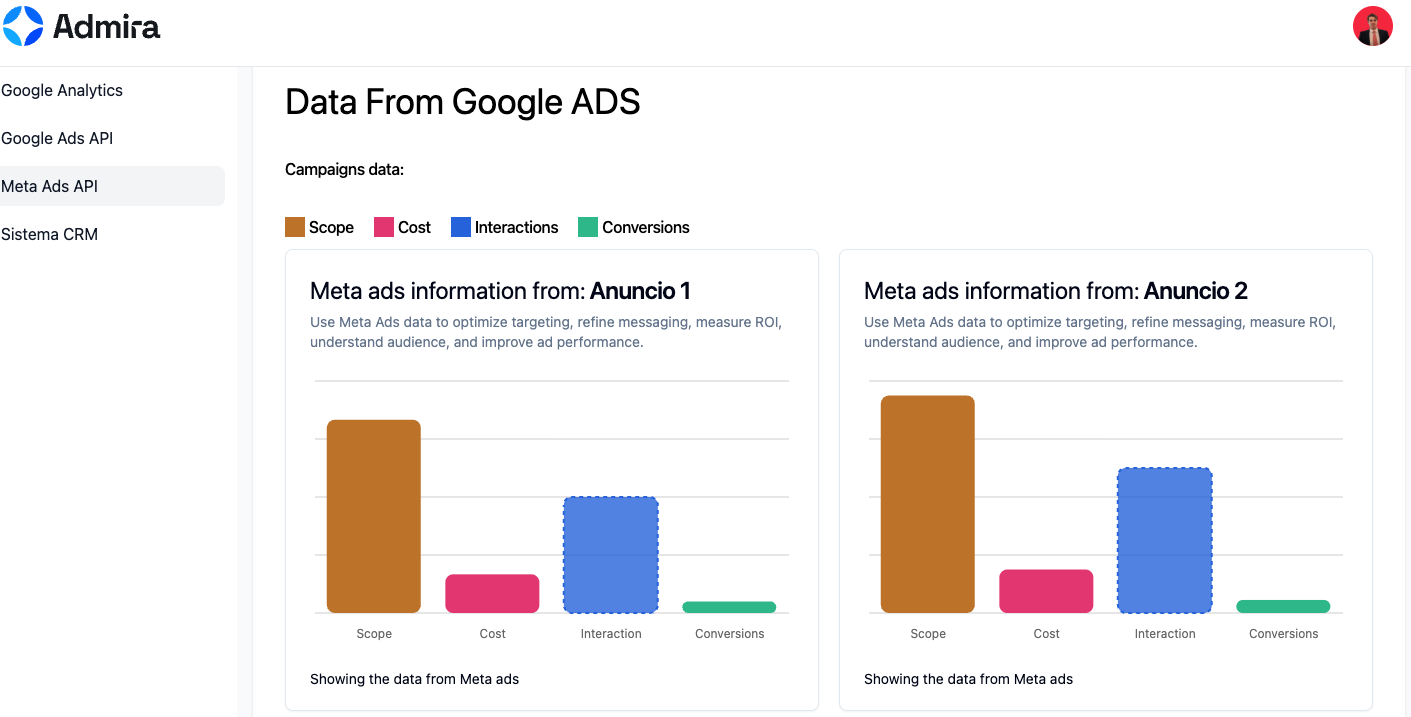 Admira
Google Analytics
Google Ads API
Meta Ads API
Sistema CRM
Data From Google ADS
Campaigns data:
Scope Cost Interactions Conversions
Meta ads information from: Anuncio 1
Use Meta Ads data to optimize targeting, refine messaging, measure ROI,
understand audience, and improve ad performance.
Scope Cost Interaction Conversions
Showing the data from Meta ads
Meta ads information from: Anuncio 2
Use Meta Ads data to optimize targeting, refine messaging, measure ROI,
understand audience, and improve ad performance.
Scope Cost Interaction Conversions
Showing the data from Meta ads